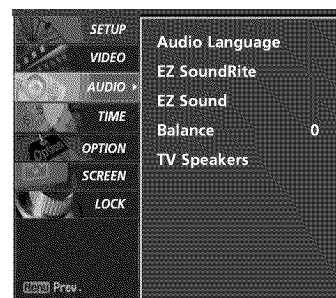 SETUP
VIDEO
AUDIO
TIME
OPTION
SCREEN
LOCK
Audio Language
EZ SoundRite
EZ Sound
Balance 0
TV Speakers
Menu Prev.